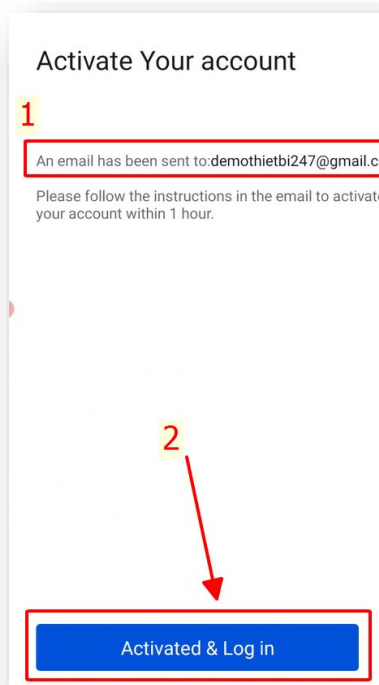 Activate Your account
1
An email has been sent to:demothietbi247@gmail.c
Please follow the instructions in the email to activate
your account within 1 hour.
2
Activated & Log in